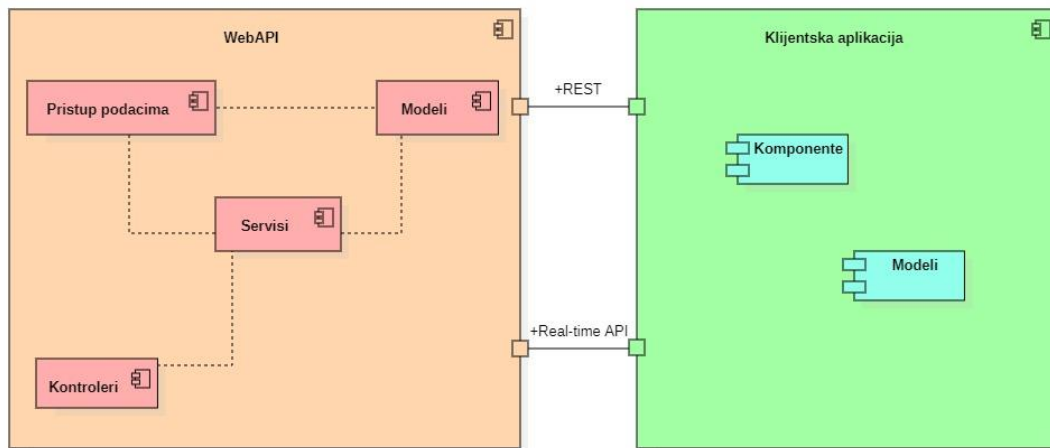 WebAPI
Klijentska aplikacija
Pristup podacima
Modeli
+REST
Komponente
Servisi
Modeli
+Real-time API
Kontroleri